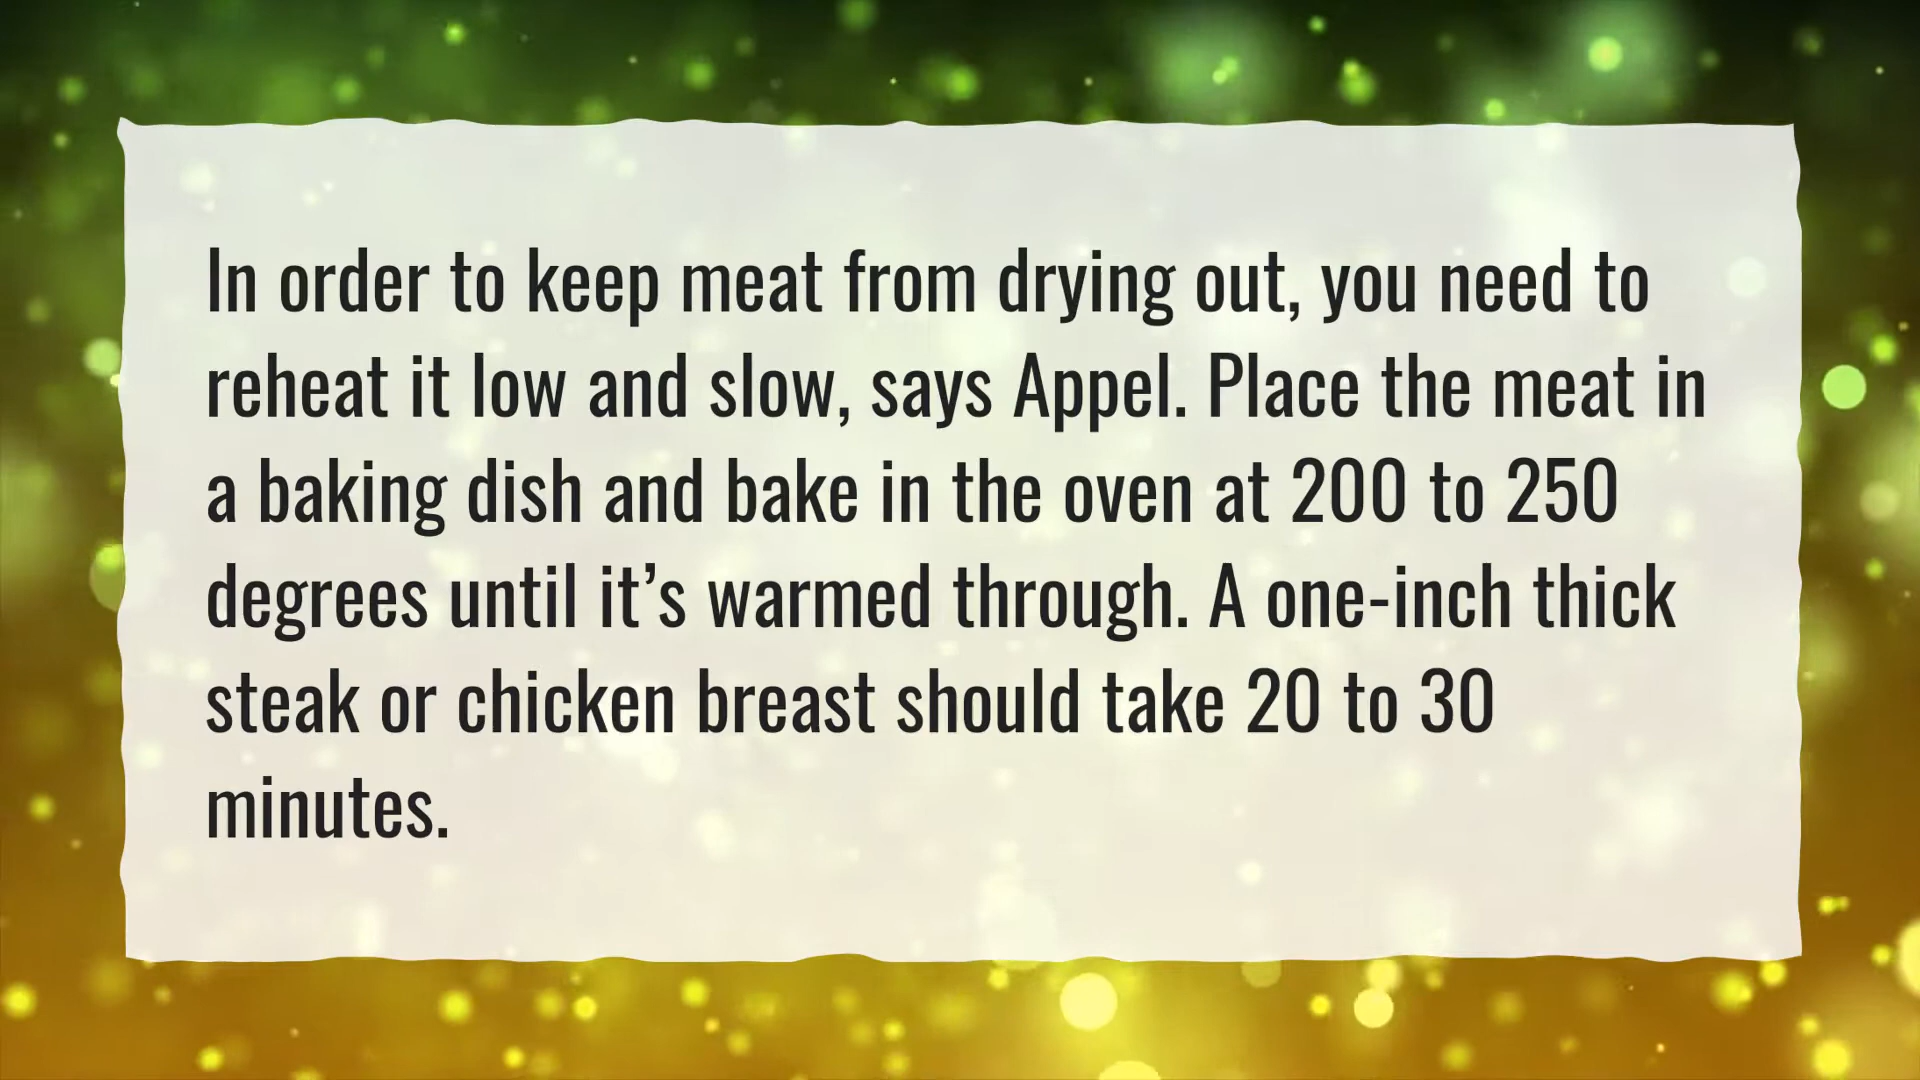 In order to keep meat from drying out, you need to
reheat it low and slow, says Appel. Place the meat in
a baking dish and bake in the oven at 200 to 250
degrees until it’s warmed through. A one-inch thick
steak or chicken breast should take 20 to 30
minutes.